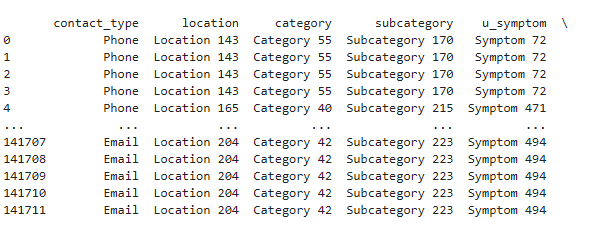 contact_type location category subcategory u_symptom \
0 Phone Location 143 Category 55 Subcategory 170 Symptom 72
1 Phone Location 143 Category 55 Subcategory 170 Symptom 72
2 Phone Location 143 Category 55 Subcategory 170 Symptom 72
3 Phone Location 143 Category 55 Subcategory 170 Symptom 72
4 Phone Location 165 Category 40 Subcategory 215 Symptom 471
... ... ... ... ... ...
141707 Email Location 204 Category 42 Subcategory 223 Symptom 494
141708 Email Location 204 Category 42 Subcategory 223 Symptom 494
141709 Email Location 204 Category 42 Subcategory 223 Symptom 494
141710 Email Location 204 Category 42 Subcategory 223 Symptom 494
141711 Email Location 204 Category 42 Subcategory 223 Symptom 494